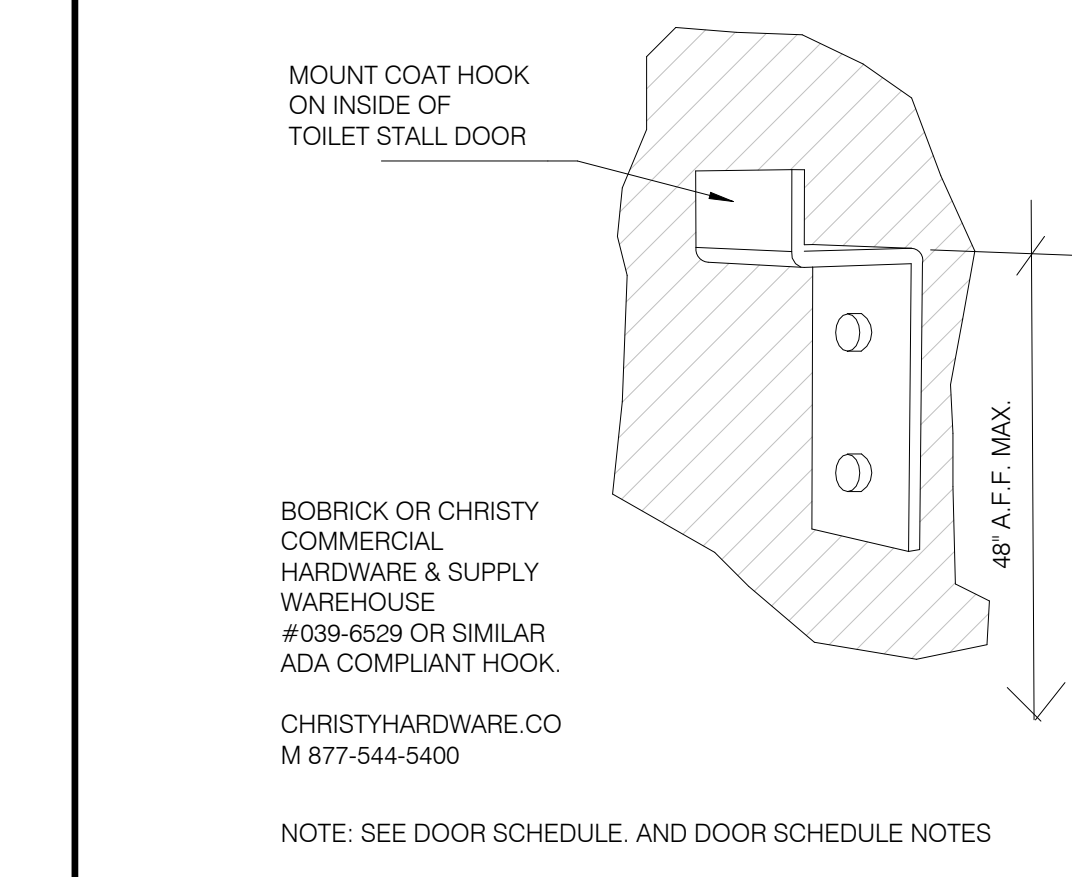 MOUNT COAT HOOK
ON INSIDE OF
TOILET STALL DOOR
48" A.F.F. MAX.
BOBRICK OR CHRISTY
COMMERCIAL
HARDWARE & SUPPLY
WAREHOUSE
#039-6529 OR SIMILAR
ADA COMPLIANT HOOK.
CHRISTYHARDWARE.CO
M 877-544-5400
NOTE: SEE DOOR SCHEDULE. AND DOOR SCHEDULE NOTES